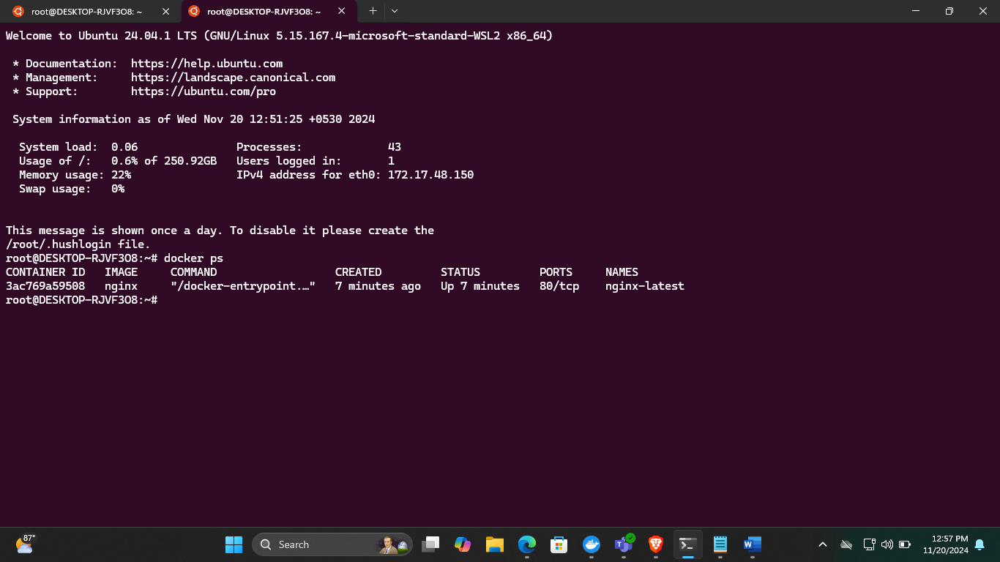 root@DESKTOP-RJVF3O8: ~
root@DESKTOP-RJVF3O8: ~
Welcome to Ubuntu 24.04.1 LTS (GNU/Linux 5.15.167.4-microsoft-standard-WSL2 x86_64)
* Documentation:  https://help.ubuntu.com
* Management:     https://landscape.canonical.com
* Support:        https://ubuntu.com/pro
System information as of Wed Nov 20 12:51:25 +0530 2024
System load:  0.06               Processes:             43
Usage of /:   0.6% of 250.92GB   Users logged in:       1
Memory usage: 22%                IPv4 address for eth0: 172.17.48.150
Swap usage:   0%
This message is shown once a day. To disable it please create the
/root/.hushlogin file.
root@DESKTOP-RJVF3O8:~# docker ps
CONTAINER ID   IMAGE     COMMAND                  CREATED         STATUS         PORTS     NAMES
3ac769a59508   nginx     "/docker-entrypoint.…"   7 minutes ago   Up 7 minutes   80/tcp    nginx-latest
root@DESKTOP-RJVF3O8:~#
87°
Search
12:57 PM
11/20/2024